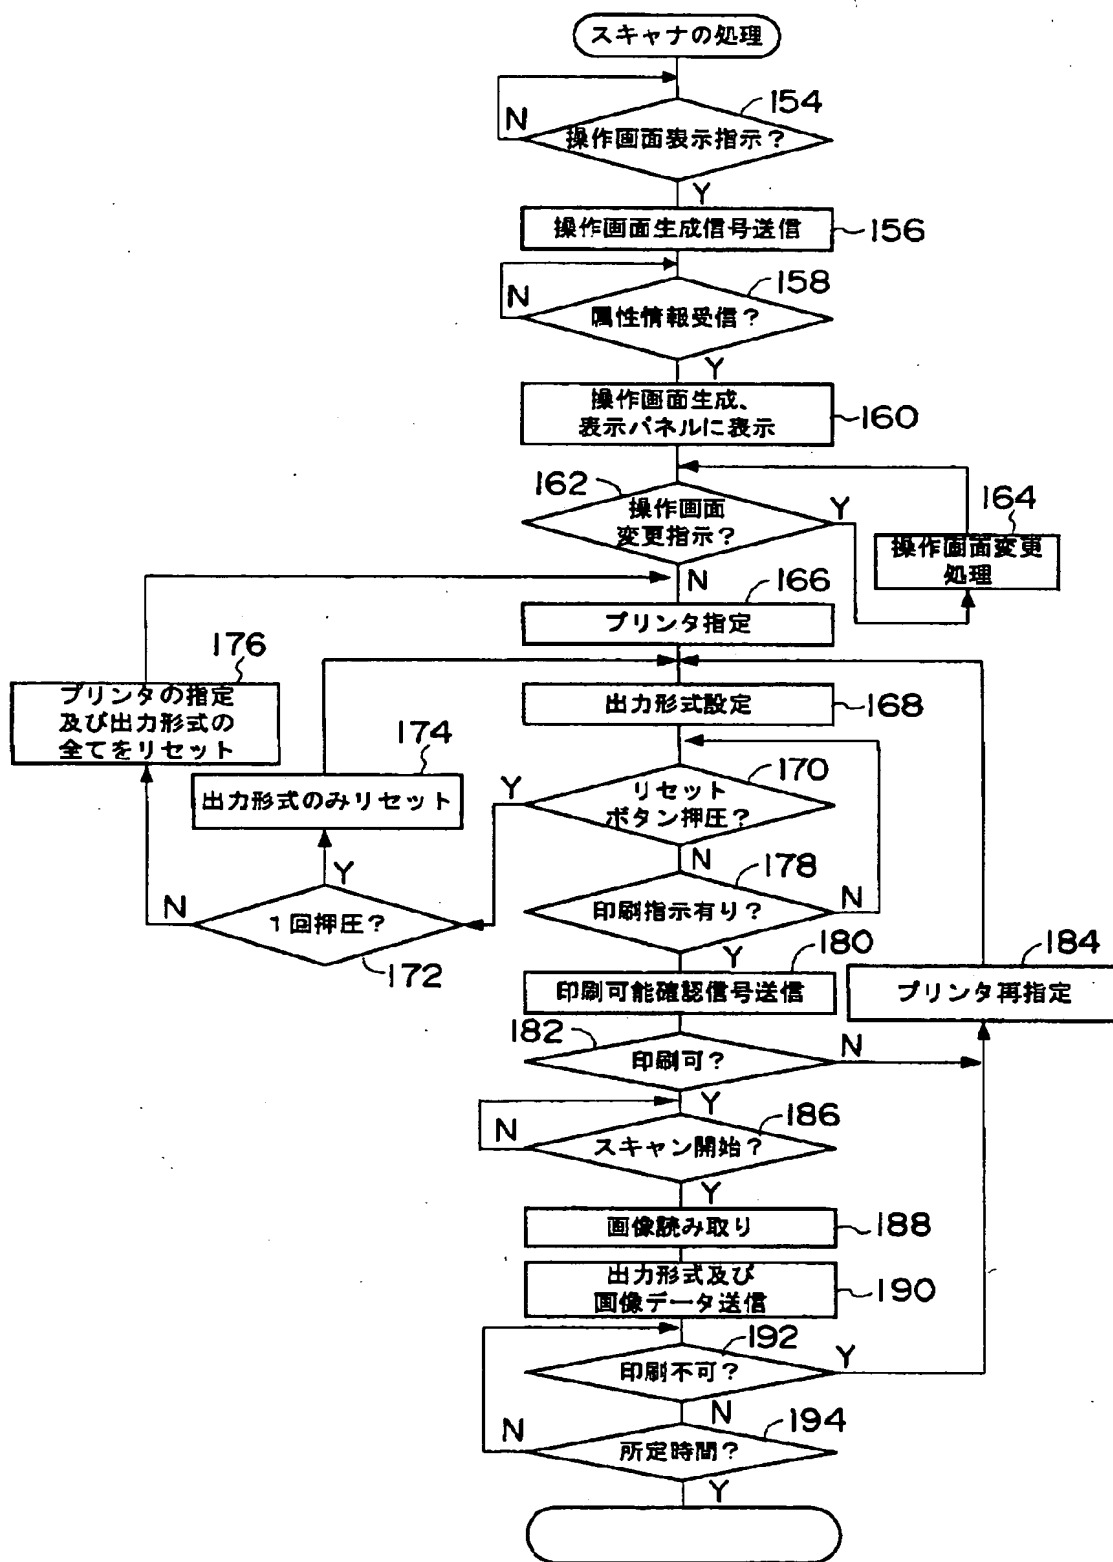 スキャナの処理
154
N
操作画面表示指示?
Y
操作画面生成信号送信
156
158
N
属性情報受信?
Y
操作画面生成、
表示パネルに表示
160
162
操作画面
変更指示?
Y
164
操作画面変更
処理
N
166
プリンタ指定
176
プリンタの指定
及び出力形式の
全てをリセット
出力形式設定
168
174
出力形式のみリセット
170
リセット
ボタン押圧?
Y
N
178
印刷指示有り?
N
Y
N
1回押圧?
172
Y
180
印刷可能確認信号送信
184
プリンタ再指定
182
印刷可?
N
Y
186
N
スキャン開始?
Y
画像読み取り
188
出力形式及び
画像データ送信
190
192
印刷不可?
Y
N
194
N
所定時間?
Y